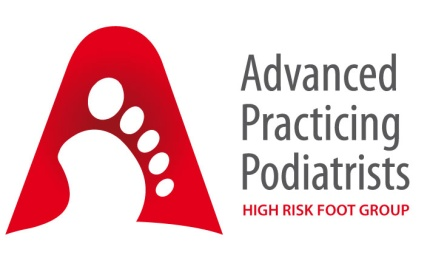 Advanced
Practicing
Podiatrists
HIGH RISK FOOT GROUP